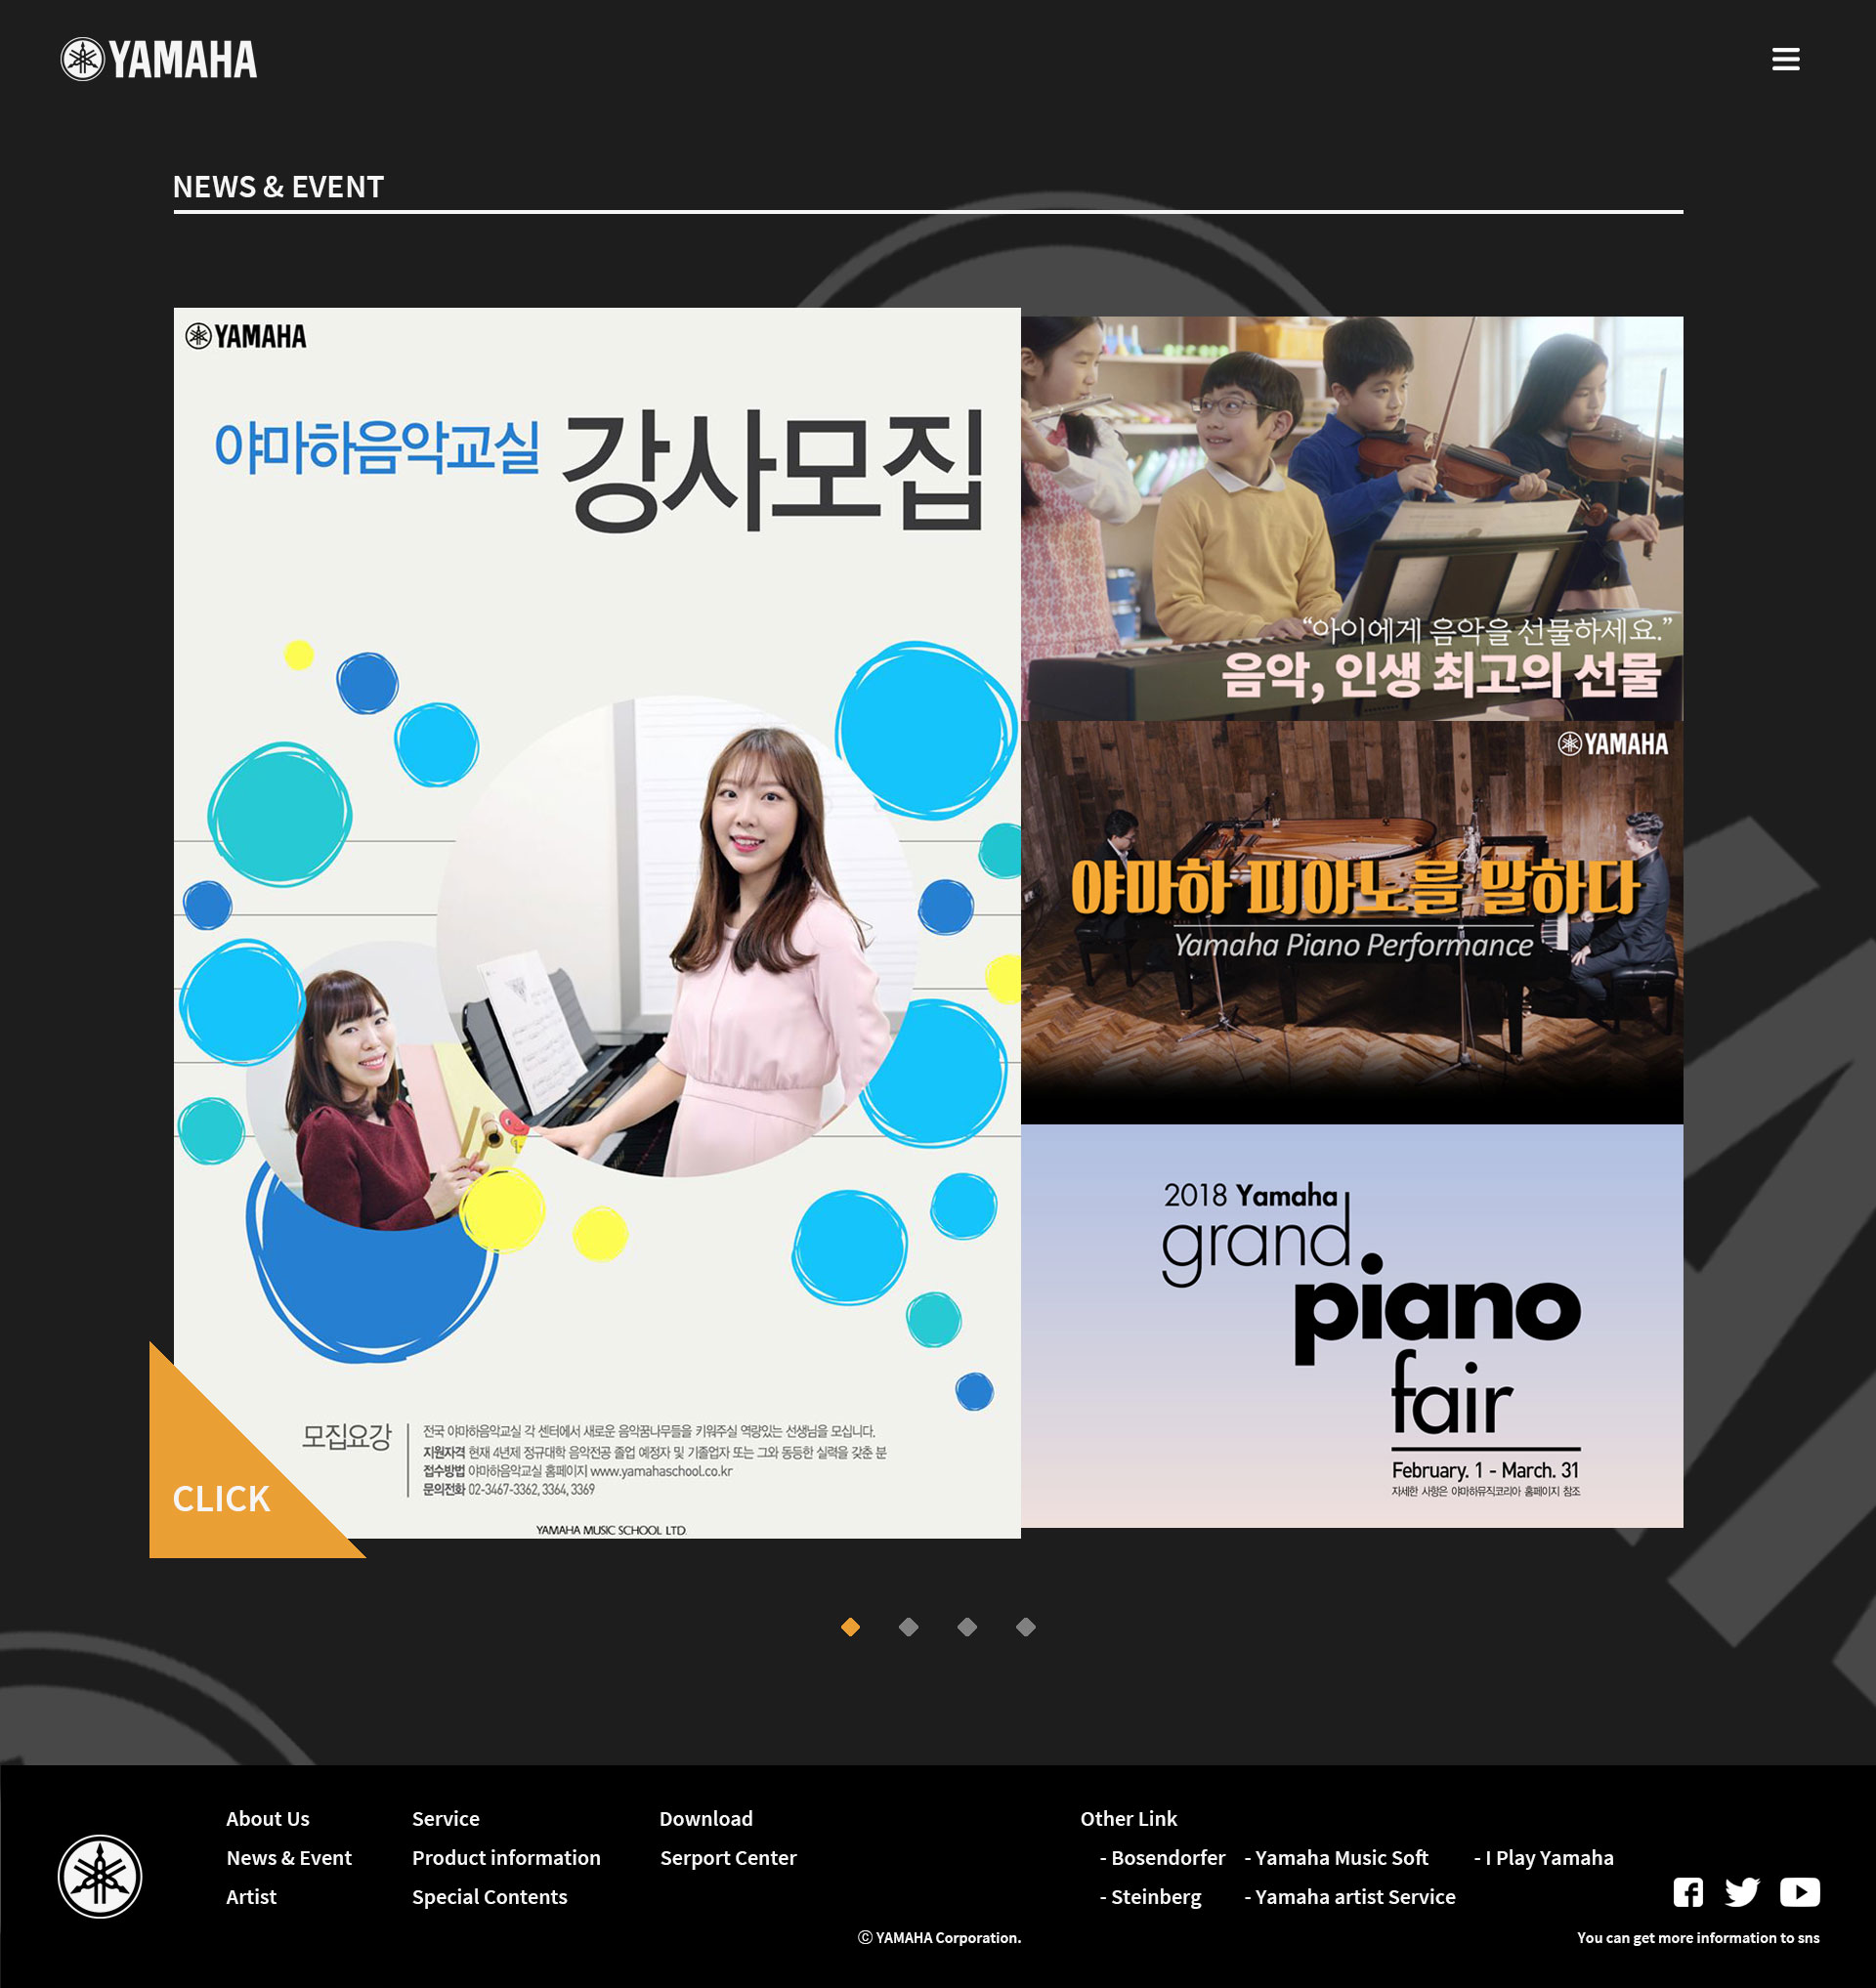 YAMAHA
NEWS & EVENT
YAMAHA
야마하음악교실 강사모집
모집요강
전국 야마하음악교실 각 센터에서 새로운 음악꿈나무들을 키워주실 역량있는 선생님을 모십니다.
지원자격 현재 4년제 정규대학 음악전공 졸업 예정자 및 기졸업자 또는 그와 동등한 실력을 갖춘 분
접수방법 야마하음악교실 홈페이지 www.yamahaschool.co.kr
문의전화 02-3467-3362, 3364, 3369
YAMAHA MUSIC SCHOOL LTD.
CLICK
“아이에게 음악을 선물하세요.”
음악, 인생 최고의 선물
YAMAHA
야마하 피아노를 말하다
Yamaha Piano Performance
2018 Yamaha
grand
piano
fair
February. 1 - March. 31
자세한 사항은 야마하뮤직코리아 홈페이지 참조
About Us
News & Event
Artist
Service
Product information
Special Contents
Download
Serport Center
Other Link
- Bosendorfer
- Yamaha Music Soft
- I Play Yamaha
- Steinberg
- Yamaha artist Service
ⓒ YAMAHA Corporation.
You can get more information to sns